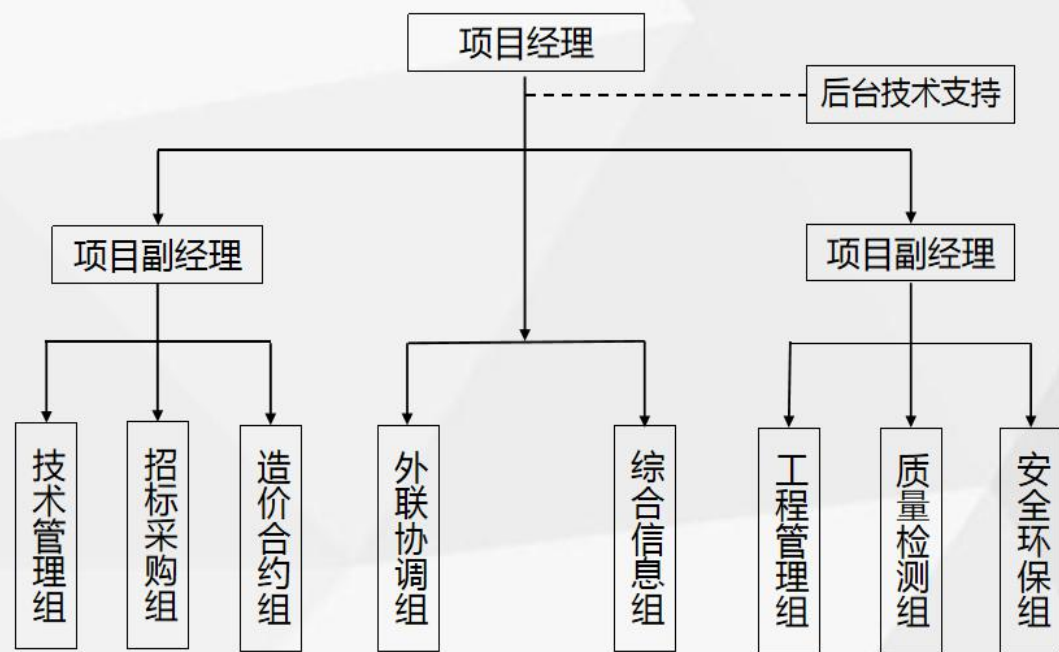 项目经理
后台技术支持
项目副经理
项目副经理
技术管理组
招标采购组
造价合约组
外联协调组
综合信息组
工程管理组
质量检测组
安全环保组